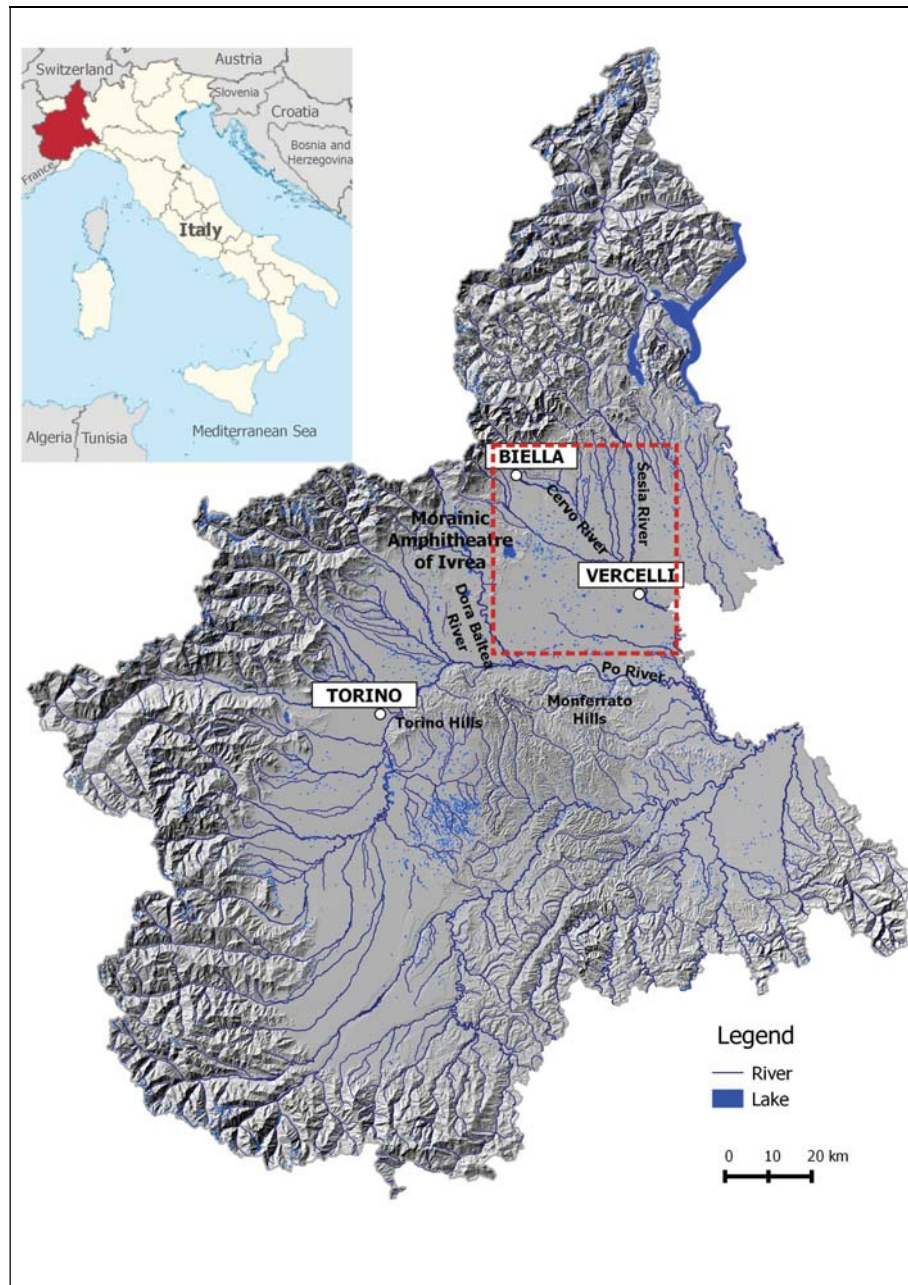 Austria
Switzerland
Slovenia
Croatia
Bosnia and
Herzegovina
France
Italy
Algeria
Tunisia
Mediterranean Sea
BIELLA
Cervo River
Sesia River
Morainic
Amphitheatre
of Ivrea
VERCELLI
Dora Baltea
River
Po River
TORINO
Torino Hills
Monferrato
Hills
Legend
River
Lake
0 10 20 km